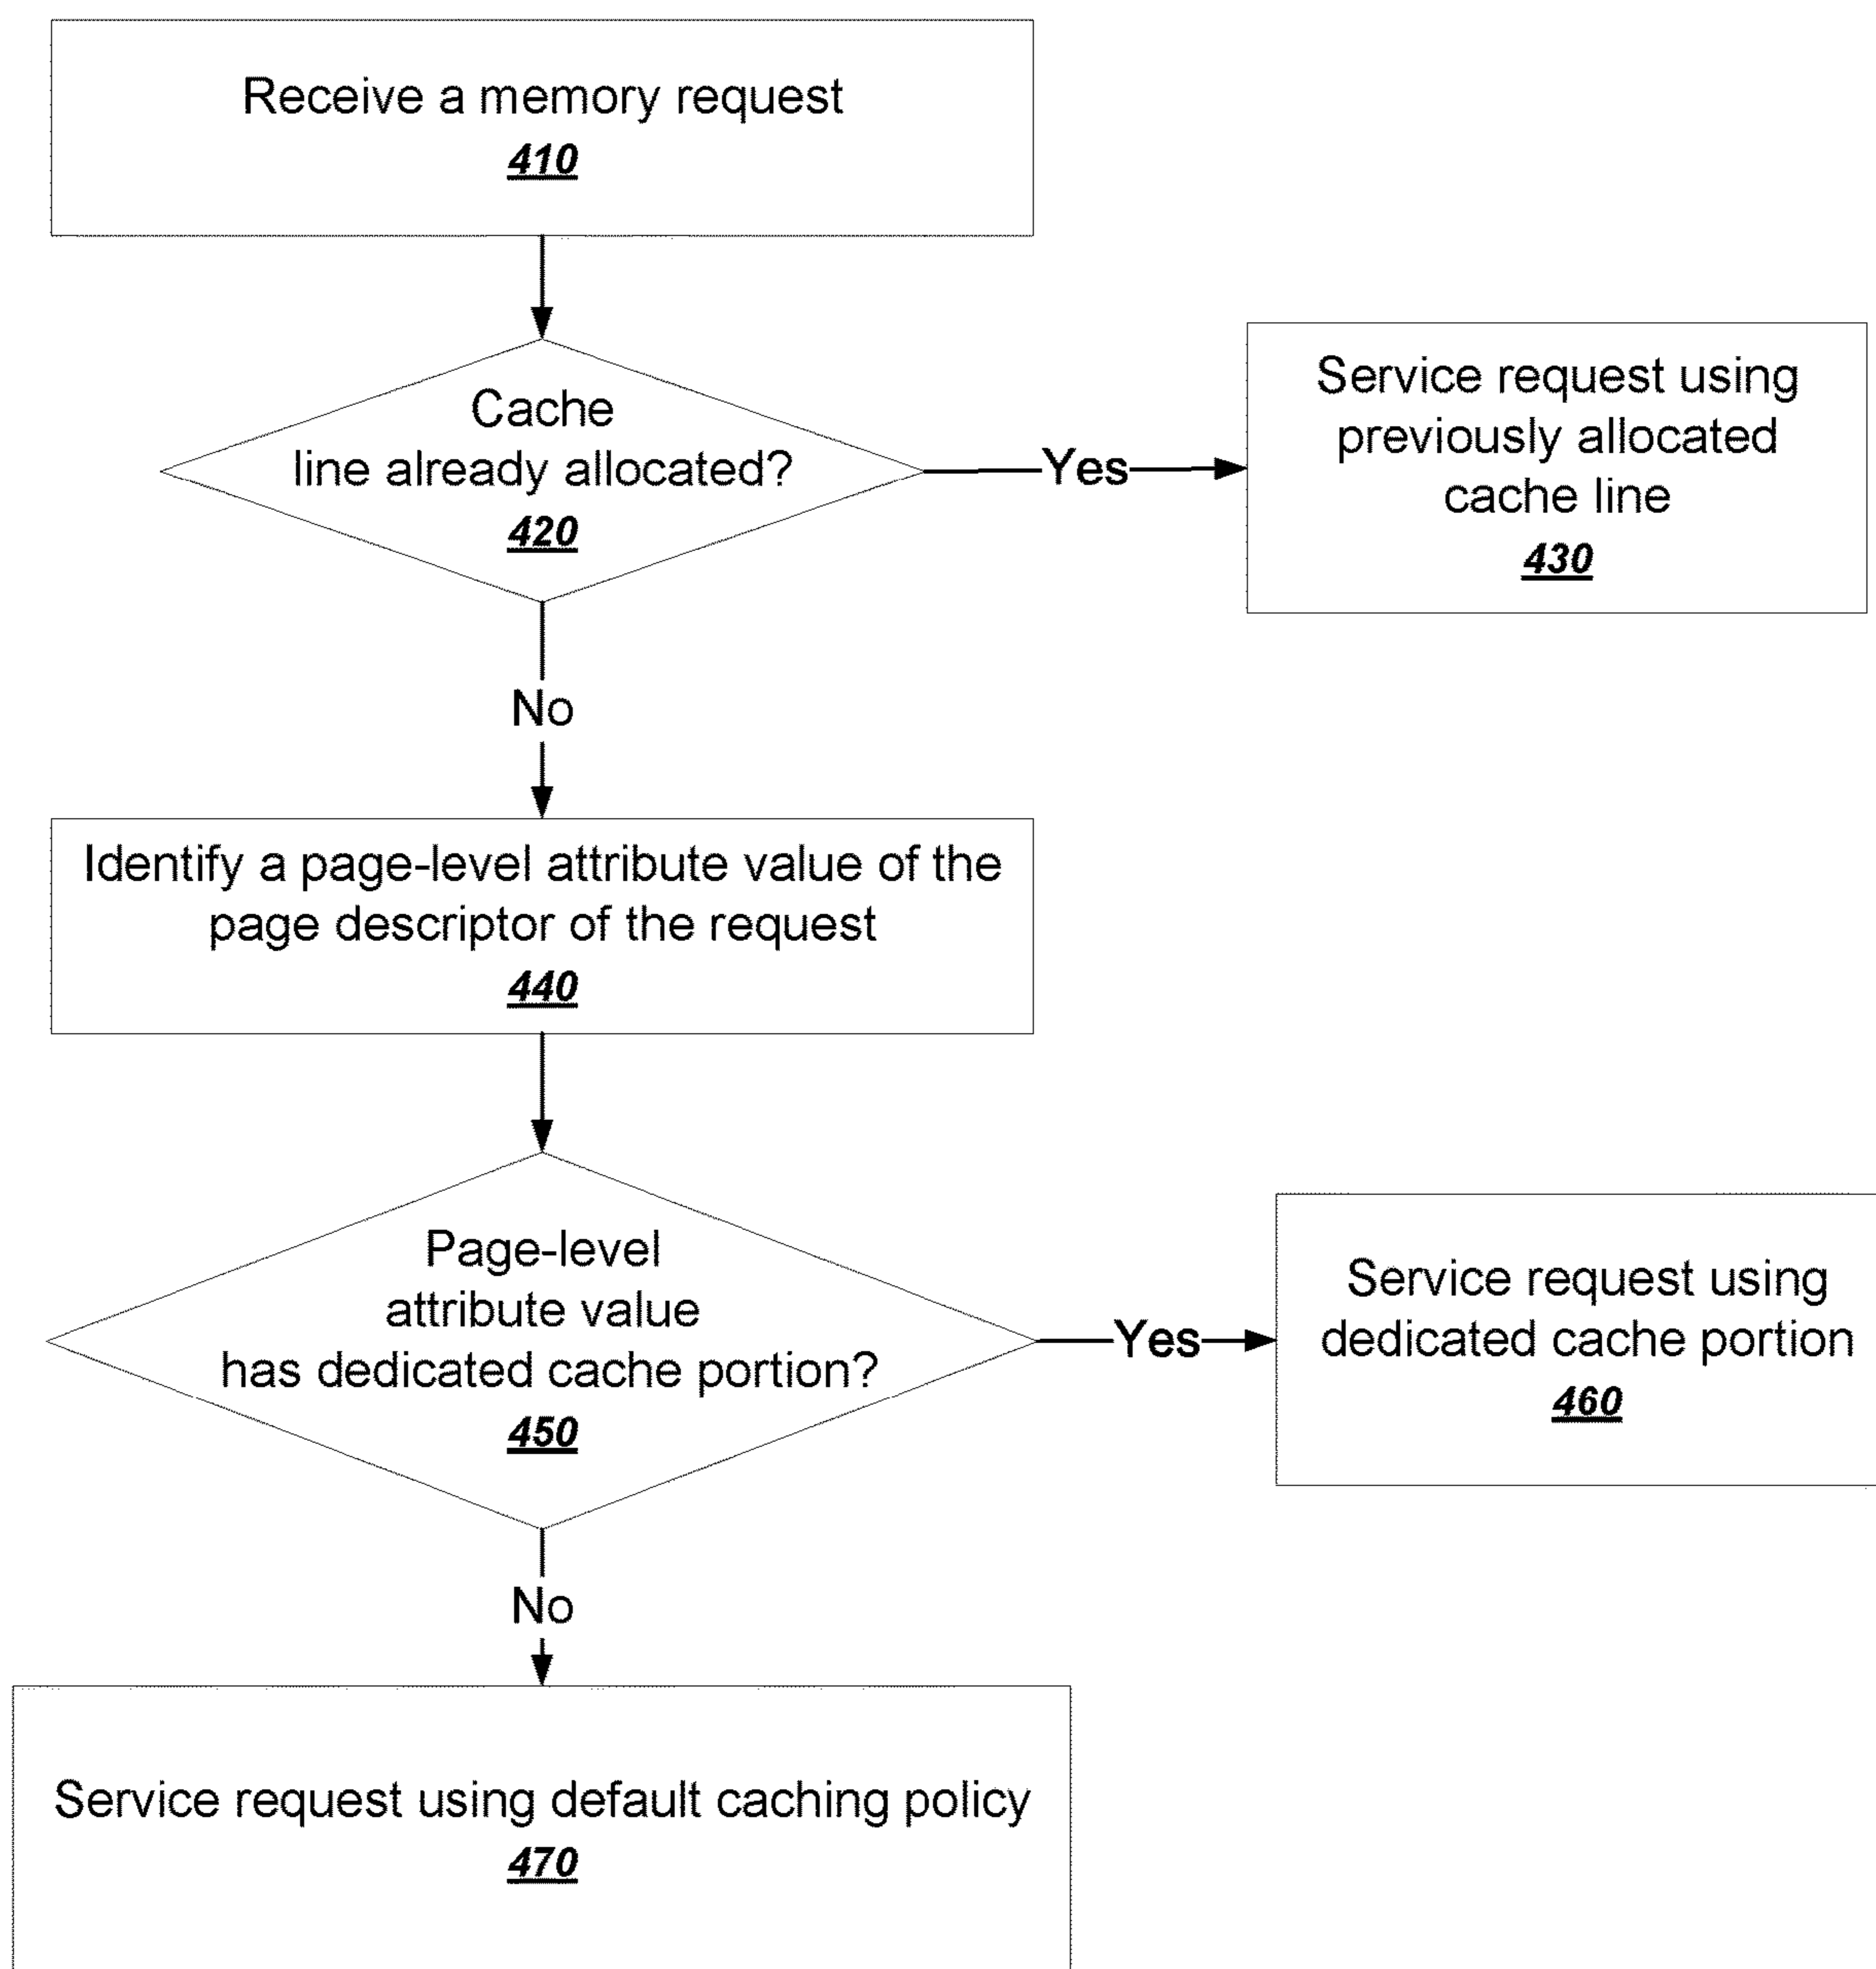 Receive a memory request
410
Cache
line already allocated?
420
Yes
Service request using
previously allocated
cache line
430
No
Identify a page-level attribute value of the
page descriptor of the request
440
Page-level
attribute value
has dedicated cache portion?
450
Yes
Service request using
dedicated cache portion
460
No
Service request using default caching policy
470